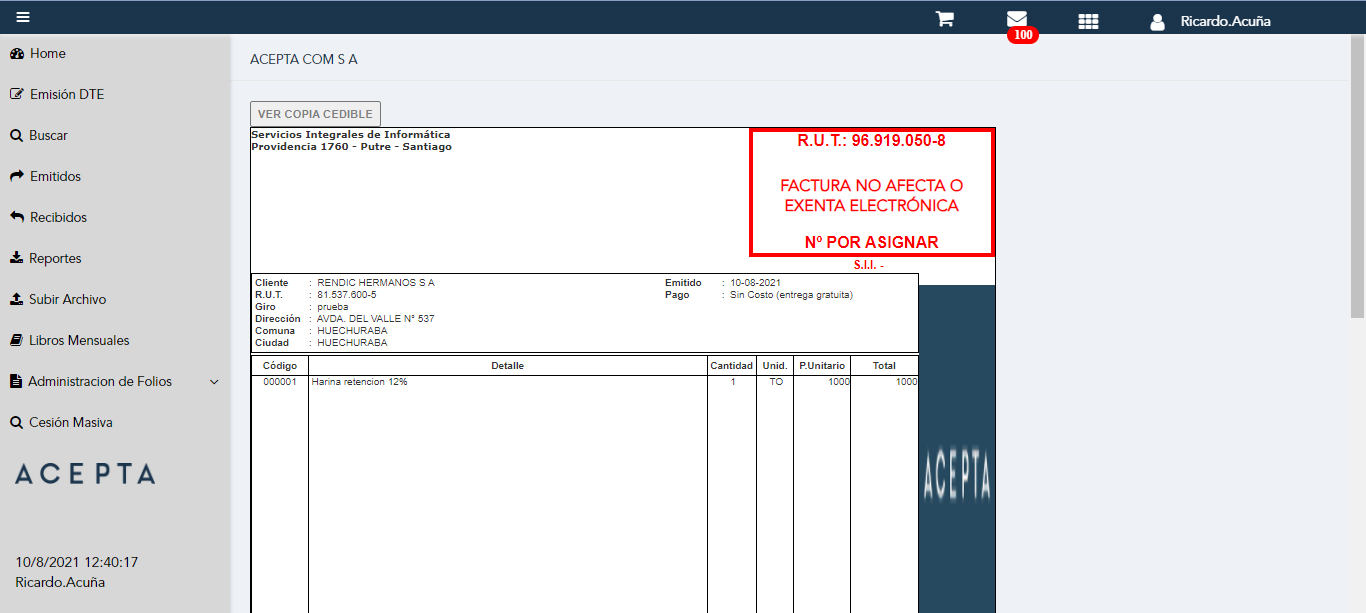 Ricardo.Acuña
100
Home
Emisión DTE
Buscar
Emitidos
Recibidos
Reportes
Subir Archivo
Libros Mensuales
Administracion de Folios
Cesión Masiva
ACEPTA
10/8/2021 12:40:17
Ricardo.Acuña
ACEPTA COM S A
VER COPIA CEDIBLE
Servicios Integrales de Informática
Providencia 1760 - Putre - Santiago
R.U.T.: 96.919.050-8
FACTURA NO AFECTA O
EXENTA ELECTRÓNICA
Nº POR ASIGNAR
S.I.I. -
Cliente : RENDIC HERMANOS S A Emitido : 10-08-2021
R.U.T. : 81.537.600-5 Pago : Sin Costo (entrega gratuita)
Giro : prueba
Dirección : AVDA. DEL VALLE N° 537
Comuna : HUECHURABA
Ciudad : HUECHURABA
Código Detalle Cantidad Unid. P.Unitario Total
000001 Harina retencion 12% 1 TO 1000 1000
ACEPTA